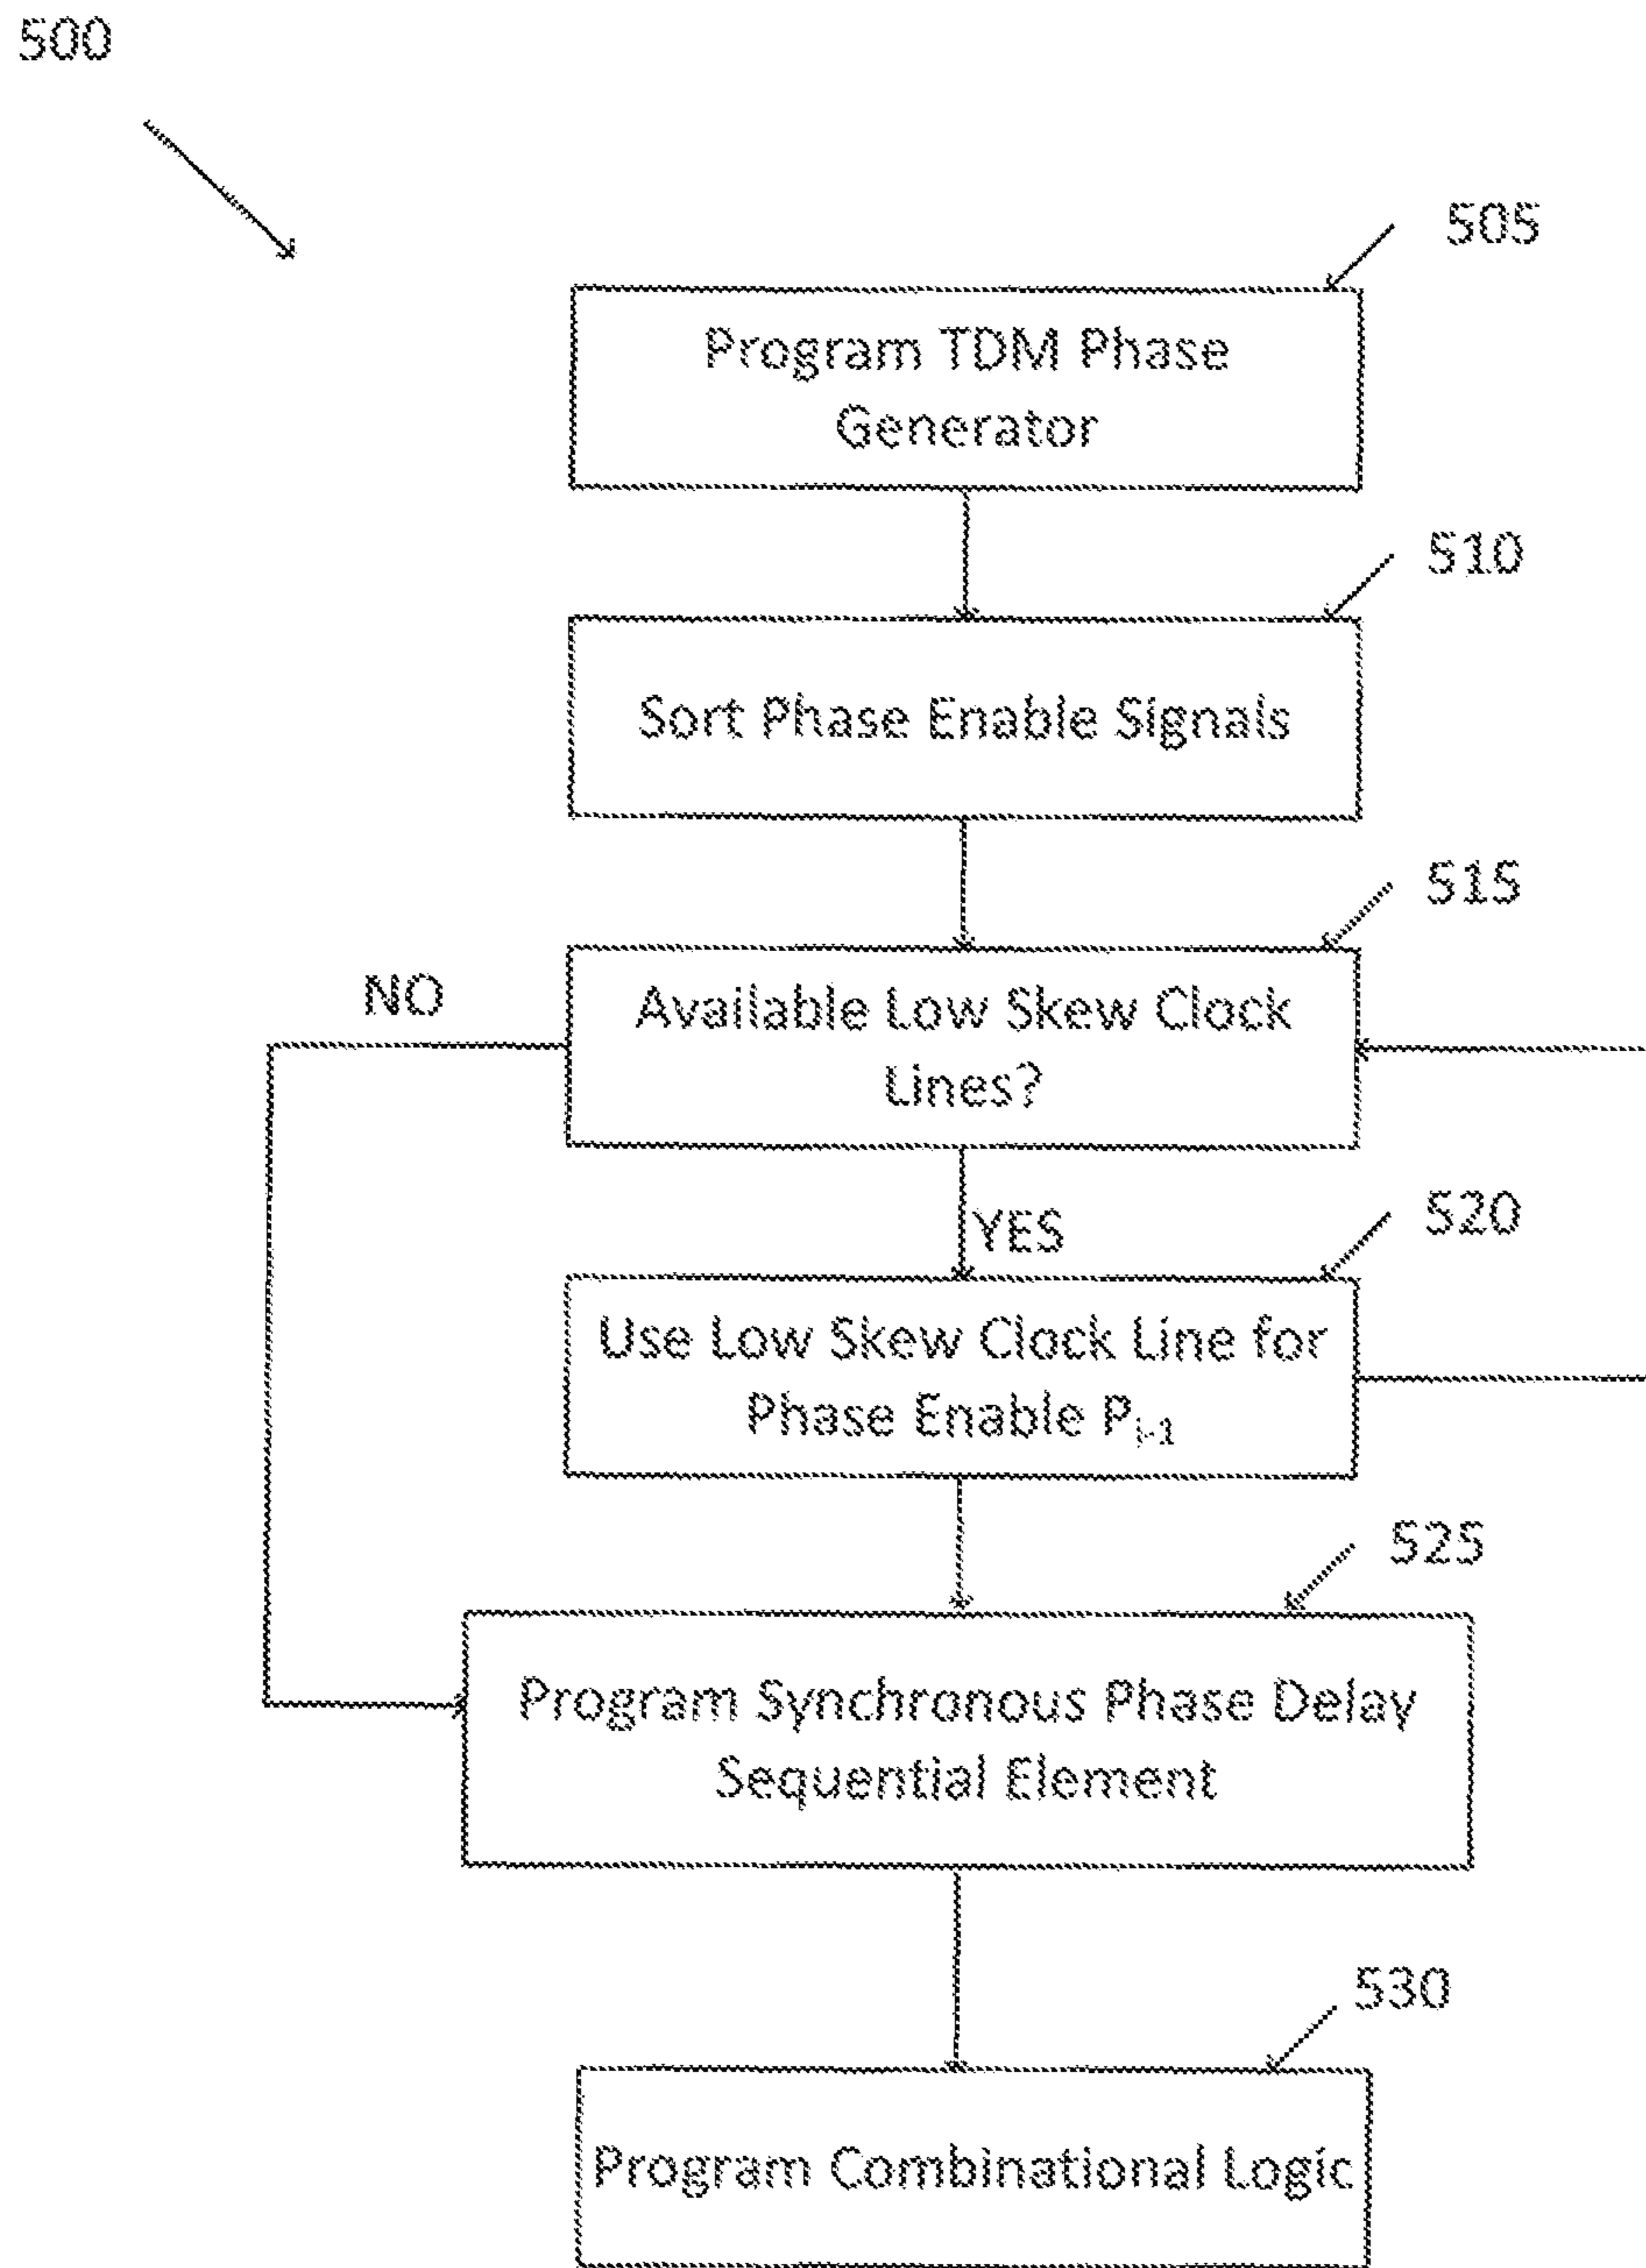 500
505
Program TDM Phase
Generator
510
Sort Phase Enable Signals
515
NO
Available Low Skew Clock
Lines?
YES
520
Use Low Skew Clock Line for
Phase Enable Pi-1
525
Program Synchronous Phase Delay
Sequential Element
530
Program Combinational Logic